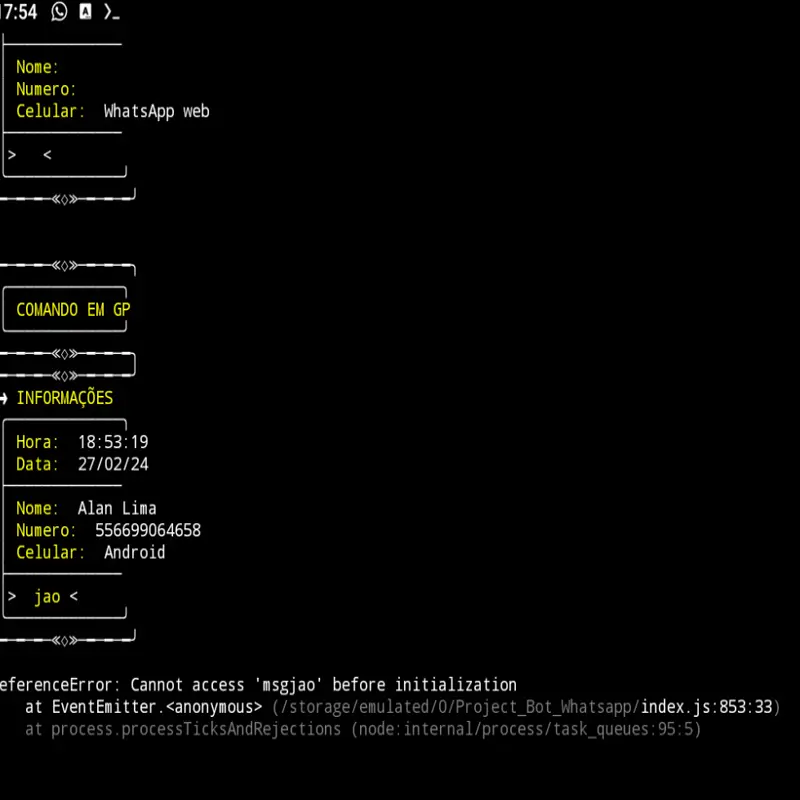 17:54
Nome:
Numero:
Celular: WhatsApp web
> <
COMANDO EM GP
INFORMAÇÕES
Hora: 18:53:19
Data: 27/02/24
Nome: Alan Lima
Numero: 556699064658
Celular: Android
> jao <
eferenceError: Cannot access 'msgjao' before initialization
at EventEmitter.<anonymous> (/storage/emulated/0/Project_Bot_Whatsapp/index.js:853:33)
at process.processTicksAndRejections (node:internal/process/task_queues:95:5)